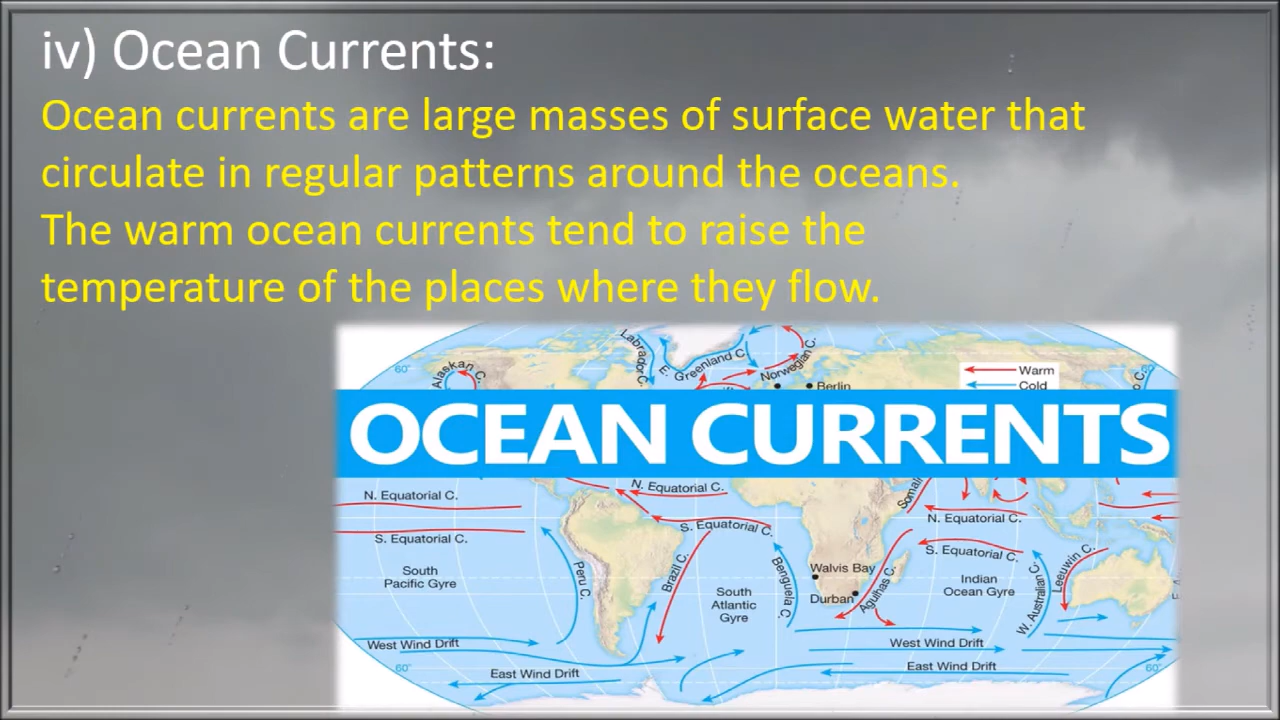 iv) Ocean Currents:
Ocean currents are large masses of surface water that
circulate in regular patterns around the oceans.
The warm ocean currents tend to raise the
temperature of the places where they flow.
Labrador C.
E. Greenland C.
Norwegian C.
Alaskan C.
60°
Berlin
Warm
Cold
OCEAN CURRENTS
N. Equatorial C.
N. Equatorial C.
Somali
S. Equatorial C.
S. Equatorial C.
N. Equatorial C.
S. Equatorial C.
South
Pacific Gyre
Peru C.
Brazil C.
South
Atlantic
Gyre
Benguela C.
Walvis Bay
Durban
Agulhas C.
Indian
Ocean Gyre
W. Australian C.
Leeuwin C.
West Wind Drift
West Wind Drift
60°
East Wind Drift
East Wind Drift
60°